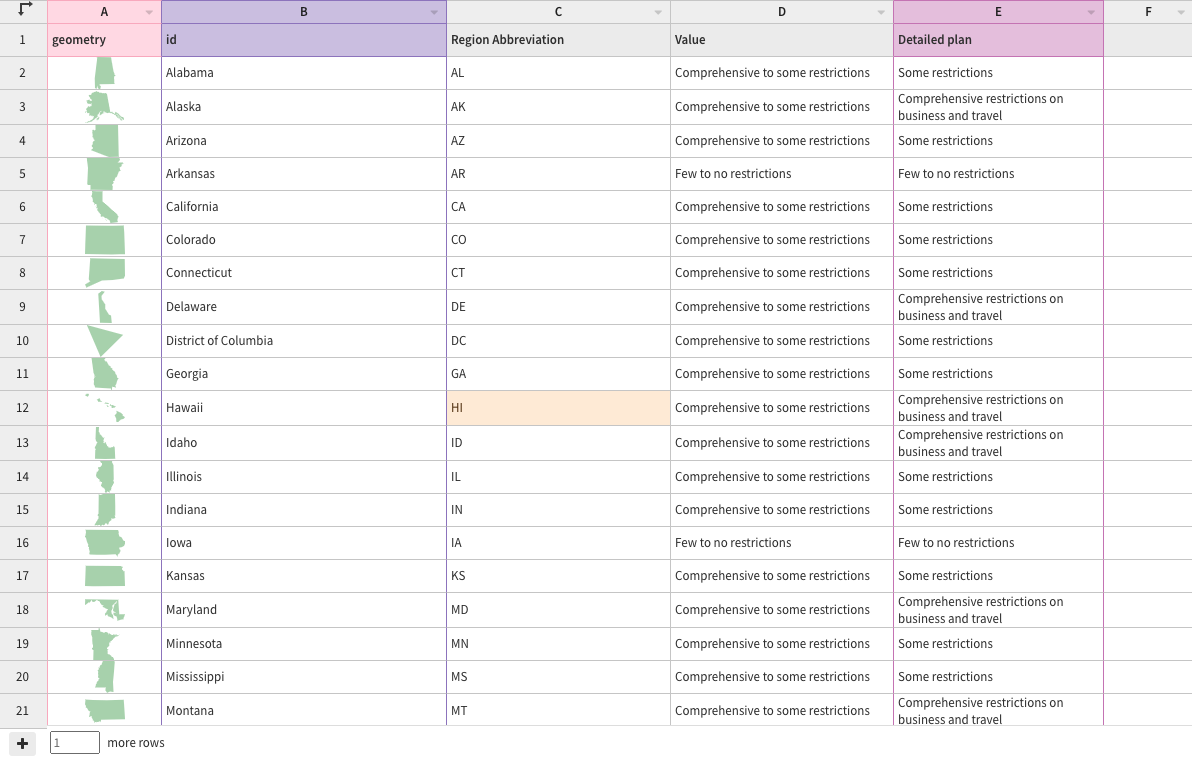 A B C D E F
1 geometry id Region Abbreviation Value Detailed plan
2 Alabama AL Comprehensive to some restrictions Some restrictions
3 Alaska AK Comprehensive to some restrictions Comprehensive restrictions on
business and travel
4 Arizona AZ Comprehensive to some restrictions Some restrictions
5 Arkansas AR Few to no restrictions Few to no restrictions
6 California CA Comprehensive to some restrictions Some restrictions
7 Colorado CO Comprehensive to some restrictions Some restrictions
8 Connecticut CT Comprehensive to some restrictions Some restrictions
9 Delaware DE Comprehensive to some restrictions Comprehensive restrictions on
business and travel
10 District of Columbia DC Comprehensive to some restrictions Some restrictions
11 Georgia GA Comprehensive to some restrictions Some restrictions
12 Hawaii HI Comprehensive to some restrictions Comprehensive restrictions on
business and travel
13 Idaho ID Comprehensive to some restrictions Comprehensive restrictions on
business and travel
14 Illinois IL Comprehensive to some restrictions Some restrictions
15 Indiana IN Comprehensive to some restrictions Some restrictions
16 Iowa IA Few to no restrictions Few to no restrictions
17 Kansas KS Comprehensive to some restrictions Some restrictions
18 Maryland MD Comprehensive to some restrictions Comprehensive restrictions on
business and travel
19 Minnesota MN Comprehensive to some restrictions Some restrictions
20 Mississippi MS Comprehensive to some restrictions Some restrictions
21 Montana MT Comprehensive to some restrictions Comprehensive restrictions on
business and travel
+ 1 more rows